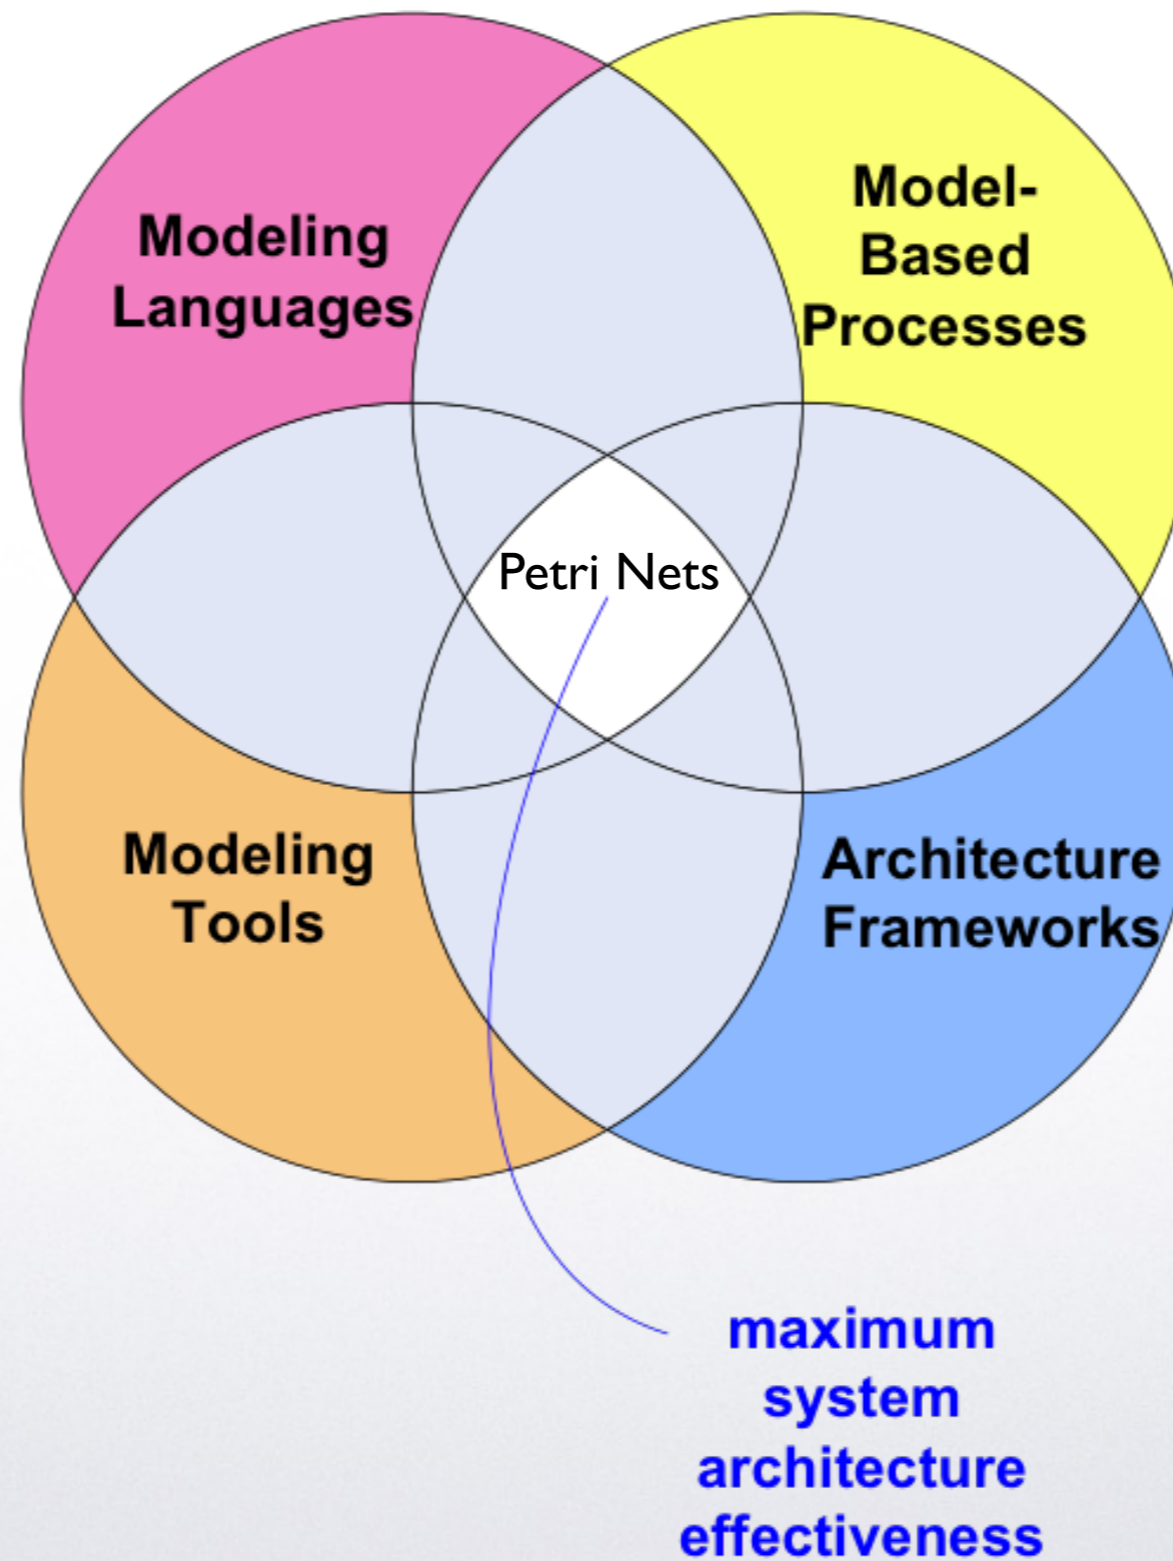 Modeling
Languages
Model-
Based
Processes
Petri Nets
Modeling
Tools
Architecture
Frameworks
maximum
system
architecture
effectiveness